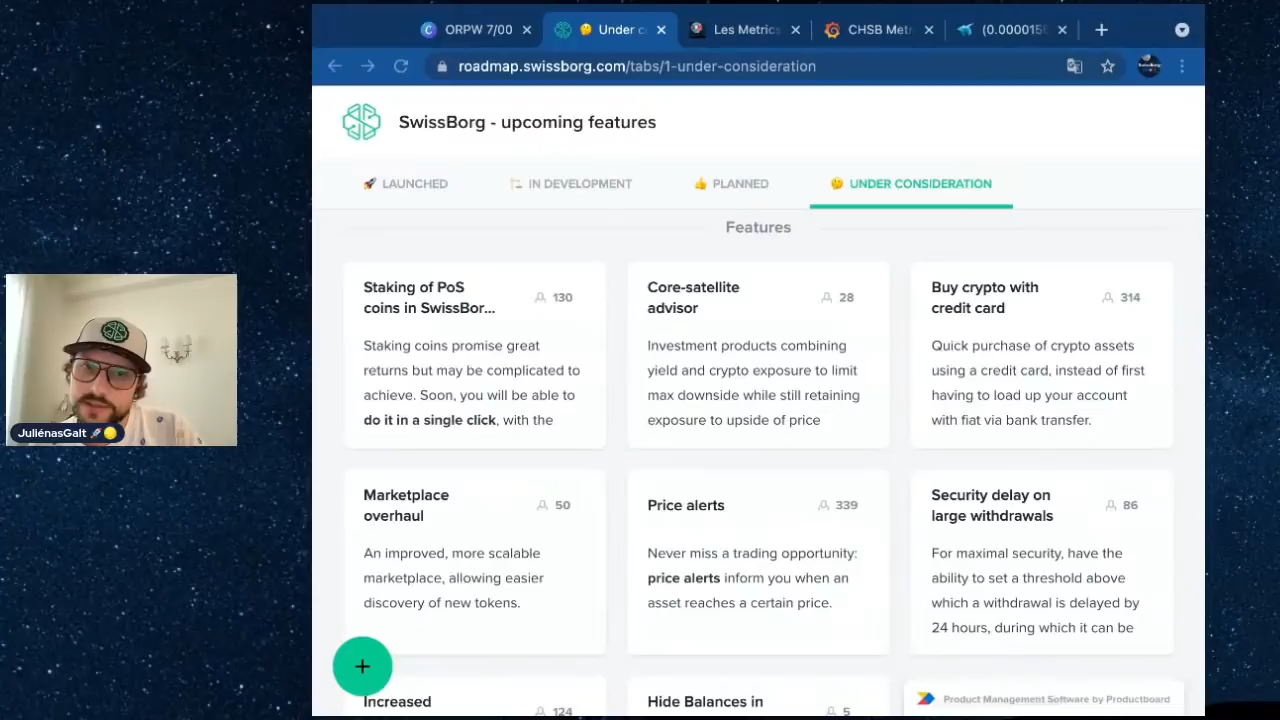 ORPW 7/00
Under c
Les Metrics
CHSB Met
(0.0000156
roadmap.swissborg.com/tabs/1-under-consideration
SwissBorg - upcoming features
🚀 LAUNCHED
🏗️ IN DEVELOPMENT
👍 PLANNED
🤔 UNDER CONSIDERATION
Features
Staking of PoS
coins in SwissBor...
130
Staking coins promise great
returns but may be complicated to
achieve. Soon, you will be able to
do it in a single click, with the
Core-satellite
advisor
28
Investment products combining
yield and crypto exposure to limit
max downside while still retaining
exposure to upside of price
Buy crypto with
credit card
314
Quick purchase of crypto assets
using a credit card, instead of first
having to load up your account
with fiat via bank transfer.
Marketplace
overhaul
50
An improved, more scalable
marketplace, allowing easier
discovery of new tokens.
Price alerts
339
Never miss a trading opportunity:
price alerts inform you when an
asset reaches a certain price.
Security delay on
large withdrawals
86
For maximal security, have the
ability to set a threshold above
which a withdrawal is delayed by
24 hours, during which it can be
Increased
124
Hide Balances in
5
Product Management Software by Productboard
JuliénasGalt 🚀🟡